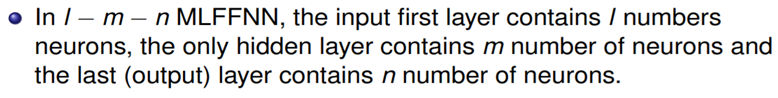 In l – m – n MLFFNN, the input first layer contains l numbers
neurons, the only hidden layer contains m number of neurons and
the last (output) layer contains n number of neurons.